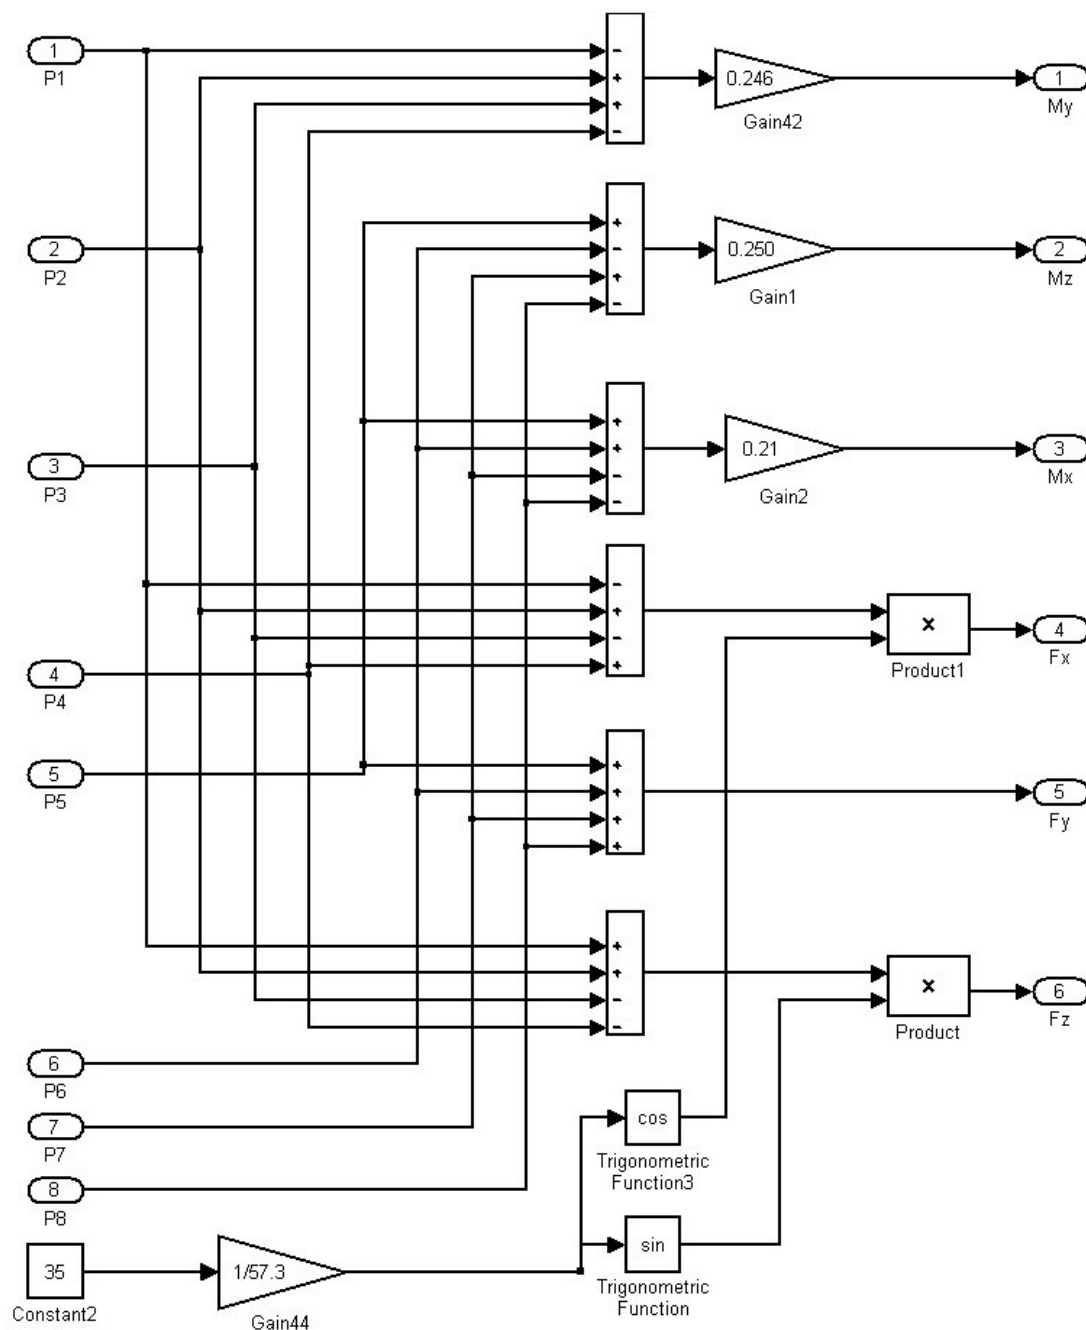 1
P1
-
+
+
-
0.246
Gain42
1
My
2
P2
+
-
+
-
0.250
Gain1
2
Mz
3
P3
+
+
-
-
0.21
Gain2
3
Mx
4
P4
-
+
-
+
×
Product1
4
Fx
5
P5
+
+
+
+
5
Fy
+
+
-
-
×
Product
6
Fz
6
P6
7
P7
8
P8
cos
Trigonometric
Function3
sin
Trigonometric
Function
35
Constant2
1/57.3
Gain44